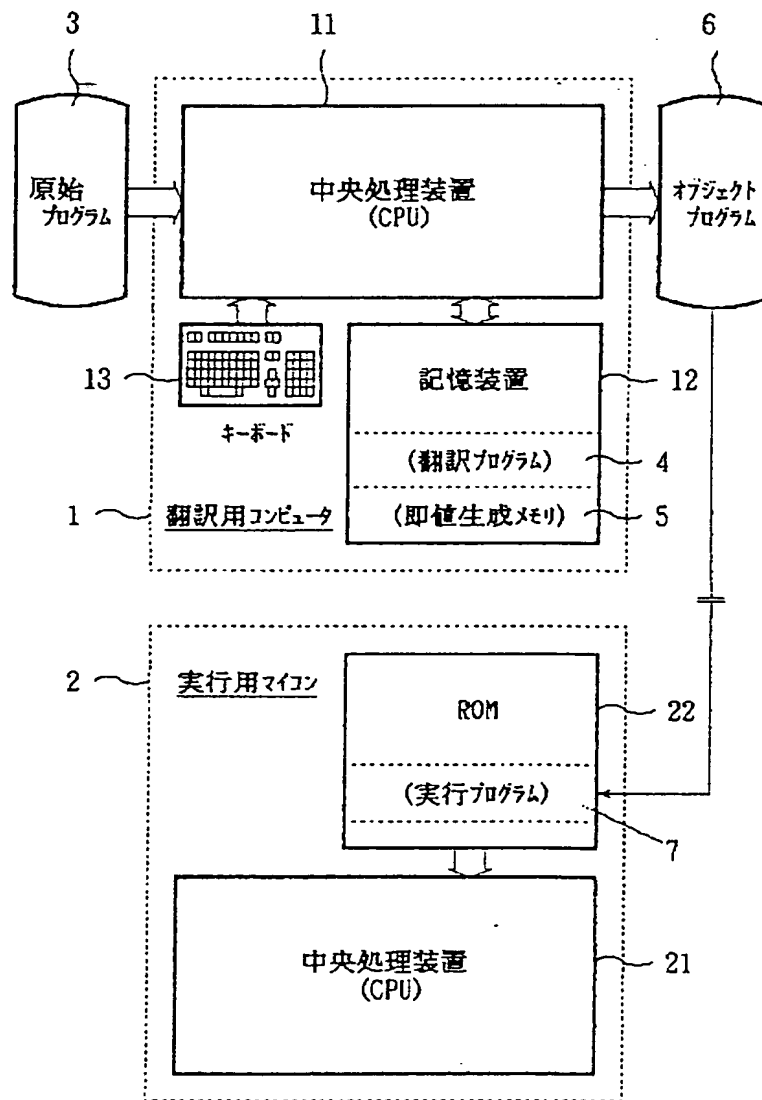 3
11
6
原始
プログラム
中央処理装置
(CPU)
オブジェクト
プログラム
13
キーボード
記憶装置
12
(翻訳プログラム)
4
1
翻訳用コンピュータ
(即値生成メモリ)
5
2
実行用マイコン
ROM
22
(実行プログラム)
7
中央処理装置
(CPU)
21